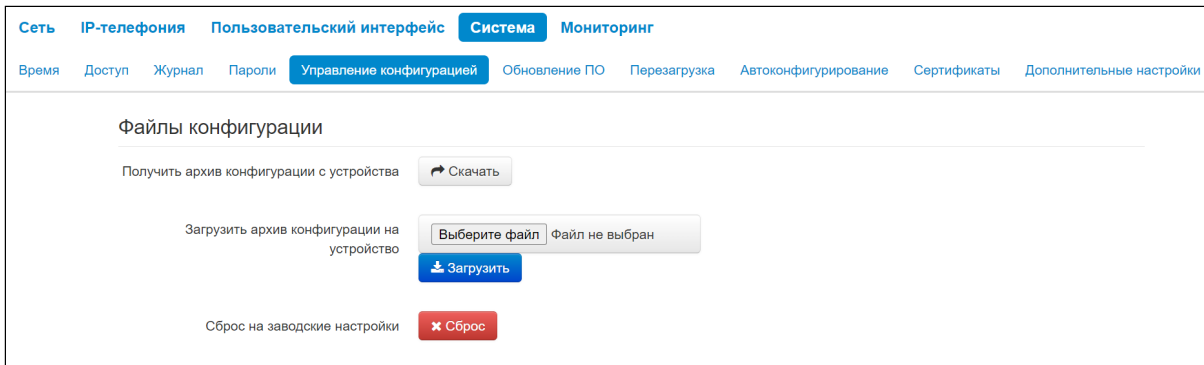 Сеть IP-телефония Пользовательский интерфейс Система Мониторинг
Время Доступ Журнал Пароли Управление конфигурацией Обновление ПО Перезагрузка Автоконфигурирование Сертификаты Дополнительные настройки
Файлы конфигурации
Получить архив конфигурации с устройства Скачать
Загрузить архив конфигурации на
устройство
Выберите файл Файл не выбран
Загрузить
Сброс на заводские настройки Сброс